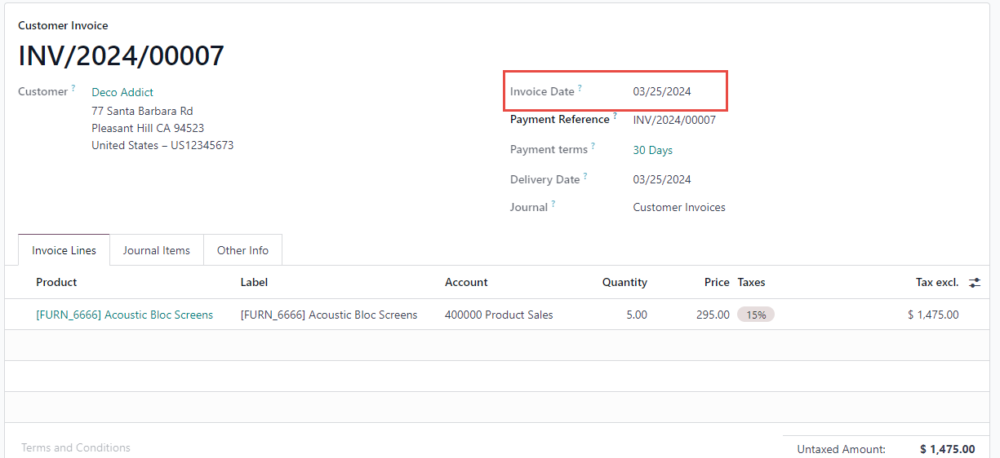 Customer Invoice
INV/2024/00007
Customer ? Deco Addict
77 Santa Barbara Rd
Pleasant Hill CA 94523
United States – US12345673
Invoice Date ? 03/25/2024
Payment Reference ? INV/2024/00007
Payment terms ? 30 Days
Delivery Date ? 03/25/2024
Journal ? Customer Invoices
Invoice Lines Journal Items Other Info
Product Label Account Quantity Price Taxes Tax excl.
[FURN_6666] Acoustic Bloc Screens [FURN_6666] Acoustic Bloc Screens 400000 Product Sales 5.00 295.00 15% $ 1,475.00
Terms and Conditions
Untaxed Amount: $ 1,475.00